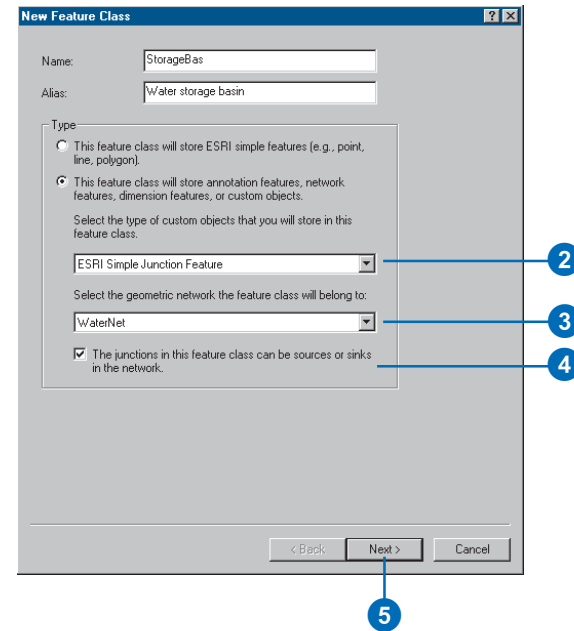 New Feature Class
Name: StorageBas
Alias: Water storage basin
Type
This feature class will store ESRI simple features (e.g., point,
line, polygon).
This feature class will store annotation features, network
features, dimension features, or custom objects.
Select the type of custom objects that you will store in this
feature class.
ESRI Simple Junction Feature
2
Select the geometric network the feature class will belong to:
WaterNet
3
The junctions in this feature class can be sources or sinks
in the network.
4
< Back Next > Cancel
5